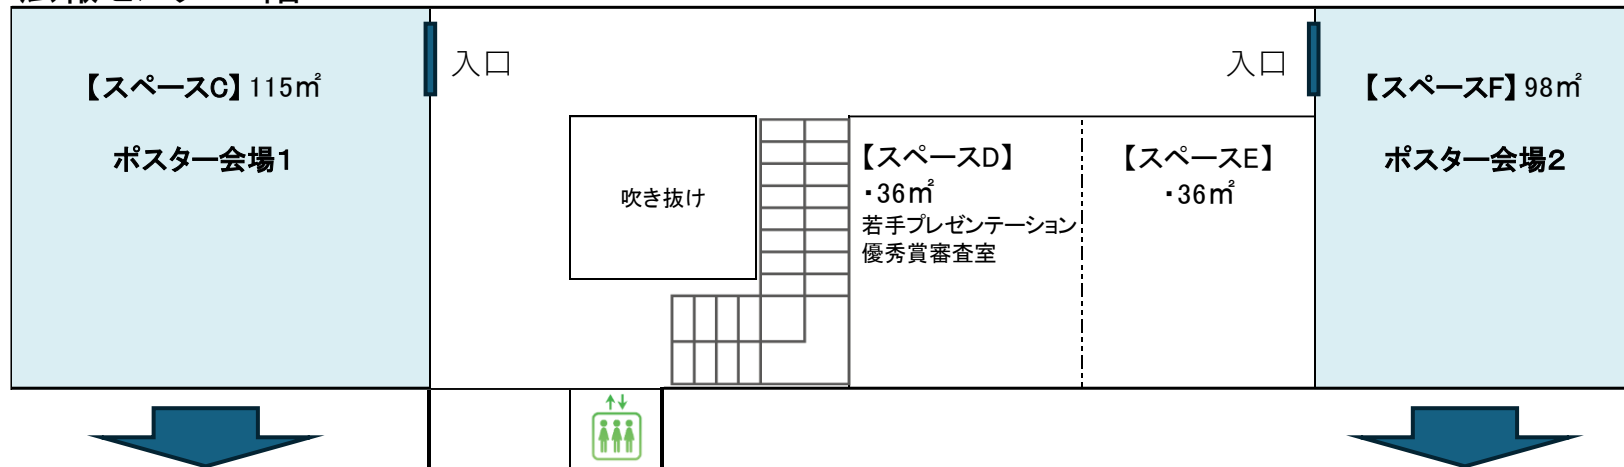 【スペースC】115㎡
ポスター会場1
入口
吹き抜け
【スペースD】
・36㎡
若手プレゼンテーション
優秀賞審査室
【スペースE】
・36㎡
入口
【スペースF】98㎡
ポスター会場2